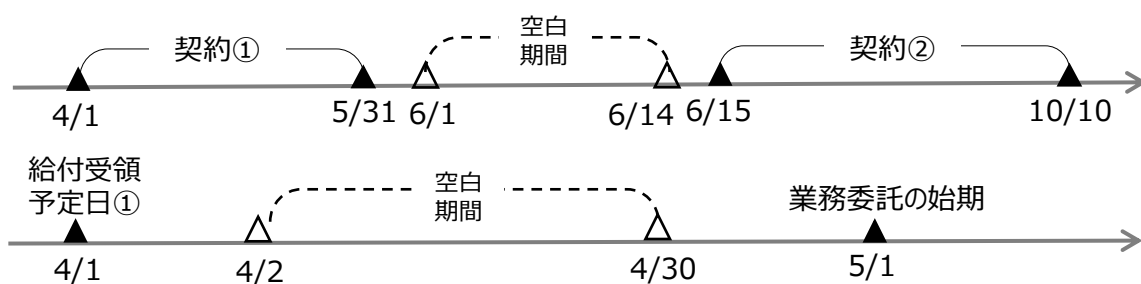 契約①
空白
期間
契約②
4/1
5/31
6/1
6/14
6/15
10/10
給付受領
予定日①
空白
期間
業務委託の始期
4/1
4/2
4/30
5/1